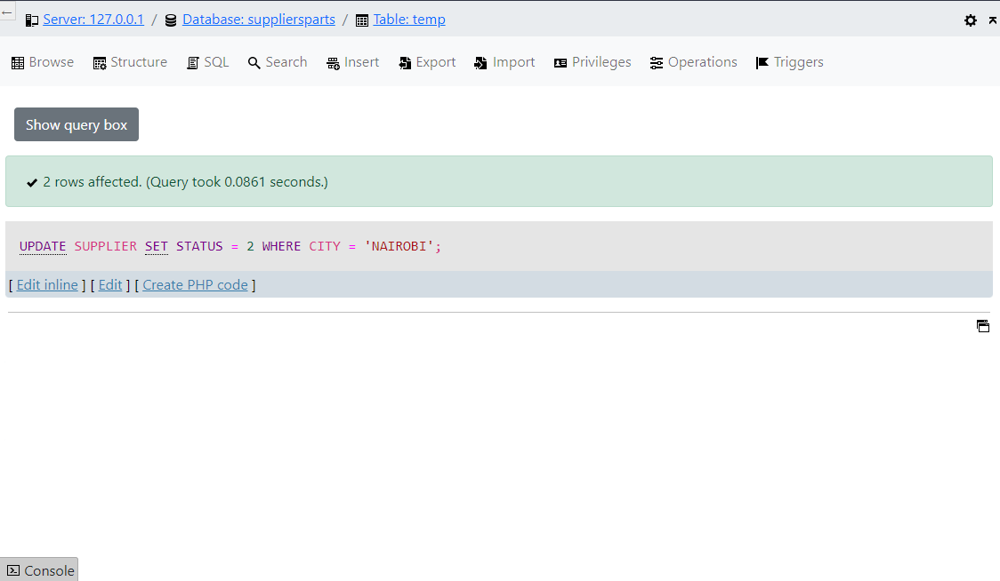 ← Server: 127.0.0.1 / Database: suppliersparts / Table: temp
Browse Structure SQL Search Insert Export Import Privileges Operations Triggers
Show query box
2 rows affected. (Query took 0.0861 seconds.)
UPDATE SUPPLIER SET STATUS = 2 WHERE CITY = 'NAIROBI';
[ Edit inline ] [ Edit ] [ Create PHP code ]
Console